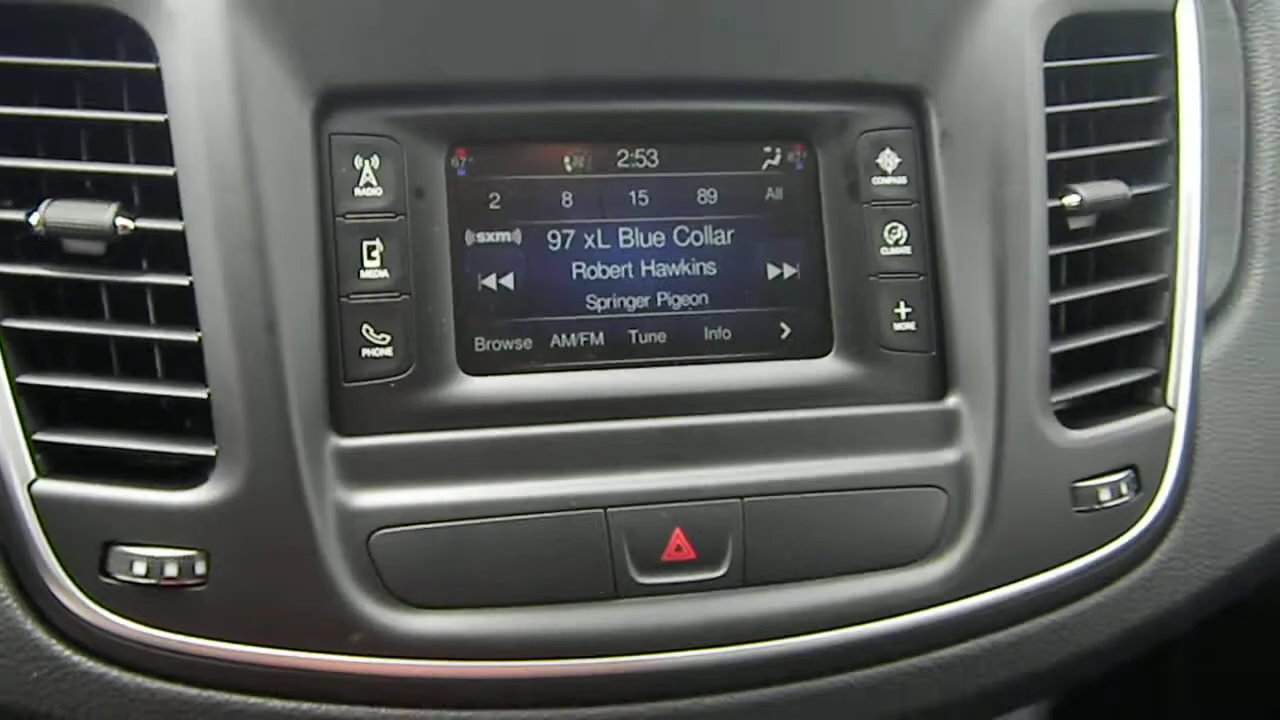 2:53
2 8 15 89 All
((sxm)) 97 xL Blue Collar
Robert Hawkins
Springer Pigeon
Browse AM/FM Tune Info
RADIO
MEDIA
PHONE
COMPASS
CLIMATE
MORE